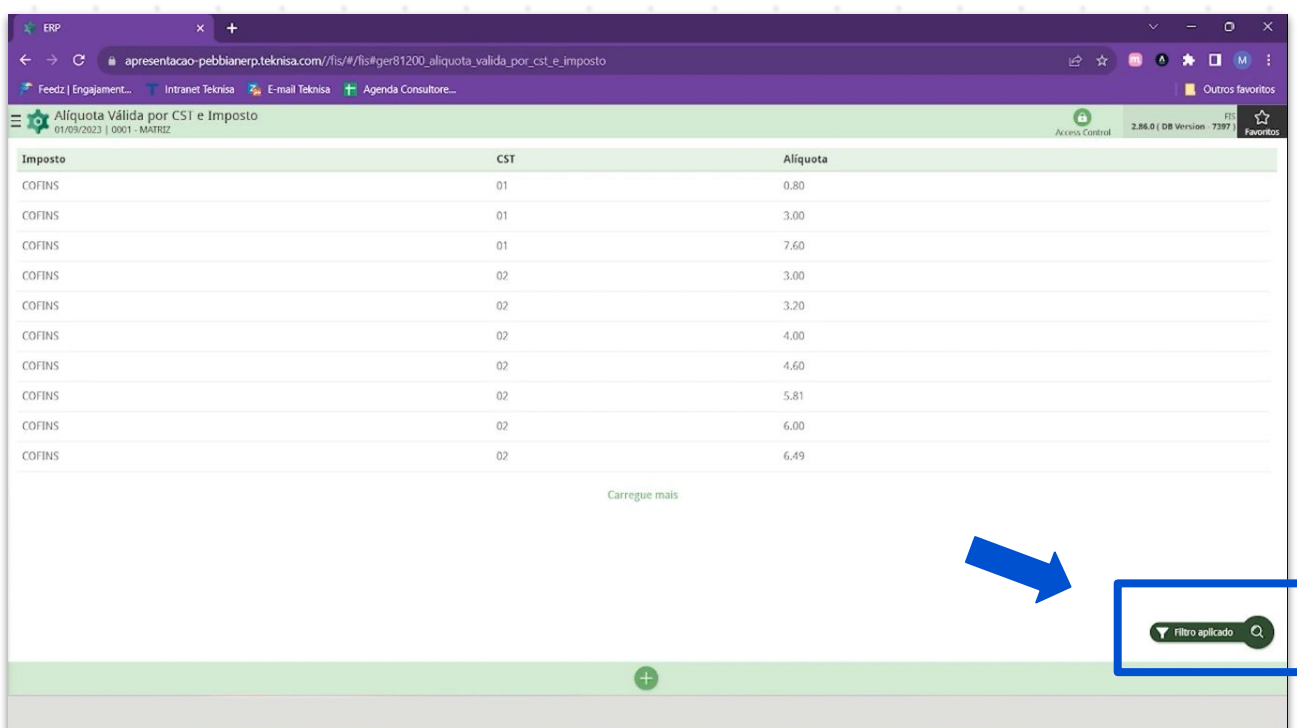 ERP
apresentacao-pebbianerp.teknisa.com//fis/#/fis#ger81200_aliquota_valida_por_cst_e_imposto
M
Feedz | Engajament... Intranet Teknisa E-mail Teknisa Agenda Consultore... Outros favoritos
Alíquota Válida por CST e Imposto
01/09/2023 | 0001 - MATRIZ
Access Control
FIS
2.86.0 ( DB Version - 7397 )
Favoritos
Imposto CST Alíquota
COFINS 01 0.80
COFINS 01 3.00
COFINS 01 7.60
COFINS 02 3.00
COFINS 02 3.20
COFINS 02 4.00
COFINS 02 4.60
COFINS 02 5.81
COFINS 02 6.00
COFINS 02 6.49
Carregue mais
Filtro aplicado